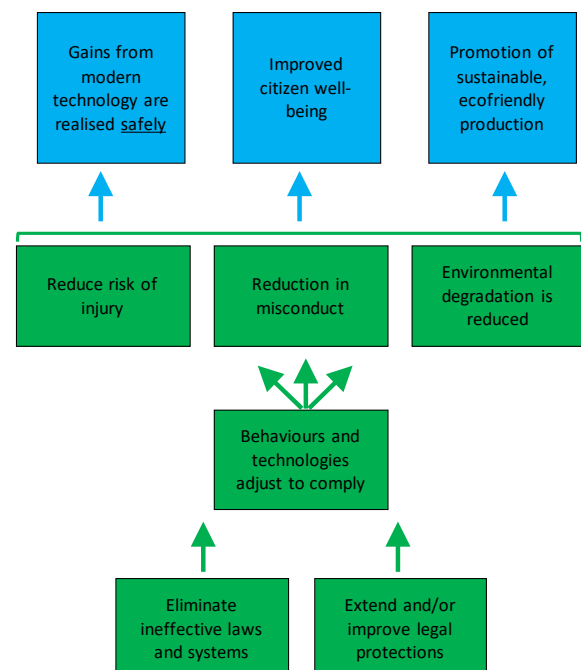 Gains from
modern
technology are
realised safely
Improved
citizen well-
being
Promotion of
sustainable,
ecofriendly
production
Reduce risk of
injury
Reduction in
misconduct
Environmental
degradation is
reduced
Behaviours and
technologies
adjust to comply
Eliminate
ineffective laws
and systems
Extend and/or
improve legal
protections